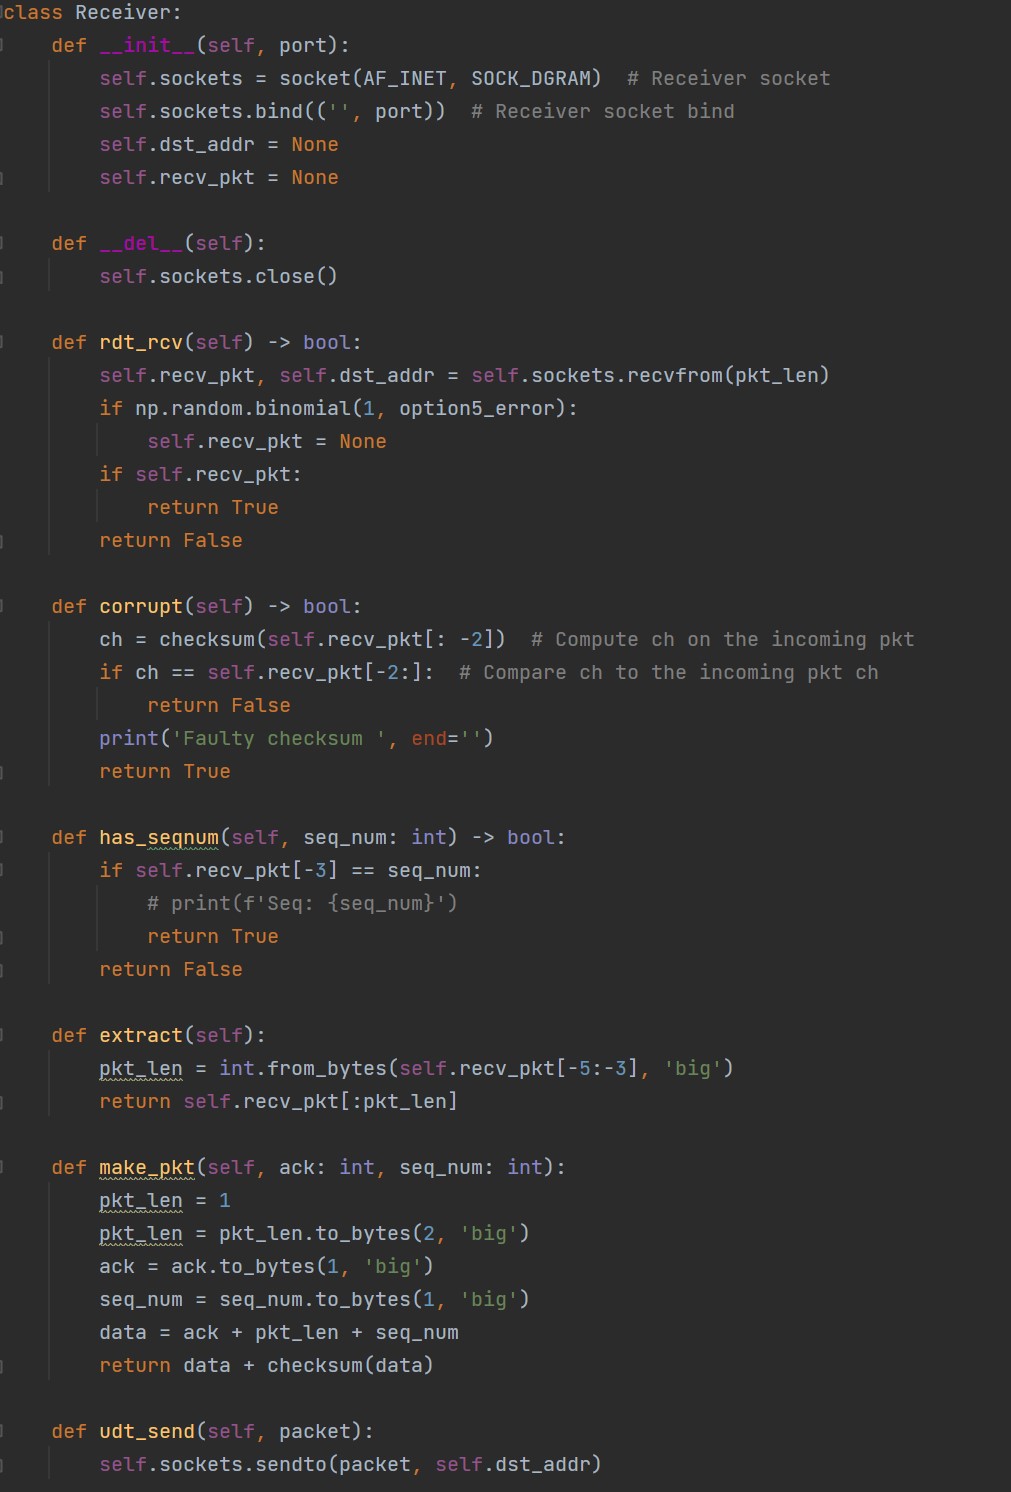 class Receiver:
    def __init__(self, port):
        self.sockets = socket(AF_INET, SOCK_DGRAM)  # Receiver socket
        self.sockets.bind(('', port))  # Receiver socket bind
        self.dst_addr = None
        self.recv_pkt = None

    def __del__(self):
        self.sockets.close()

    def rdt_rcv(self) -> bool:
        self.recv_pkt, self.dst_addr = self.sockets.recvfrom(pkt_len)
        if np.random.binomial(1, option5_error):
            self.recv_pkt = None
        if self.recv_pkt:
            return True
        return False

    def corrupt(self) -> bool:
        ch = checksum(self.recv_pkt[: -2])  # Compute ch on the incoming pkt
        if ch == self.recv_pkt[-2:]:  # Compare ch to the incoming pkt ch
            return False
        print('Faulty checksum ', end='')
        return True

    def has_seqnum(self, seq_num: int) -> bool:
        if self.recv_pkt[-3] == seq_num:
            # print(f'Seq: {seq_num}')
            return True
        return False

    def extract(self):
        pkt_len = int.from_bytes(self.recv_pkt[-5:-3], 'big')
        return self.recv_pkt[:pkt_len]

    def make_pkt(self, ack: int, seq_num: int):
        pkt_len = 1
        pkt_len = pkt_len.to_bytes(2, 'big')
        ack = ack.to_bytes(1, 'big')
        seq_num = seq_num.to_bytes(1, 'big')
        data = ack + pkt_len + seq_num
        return data + checksum(data)

    def udt_send(self, packet):
        self.sockets.sendto(packet, self.dst_addr)